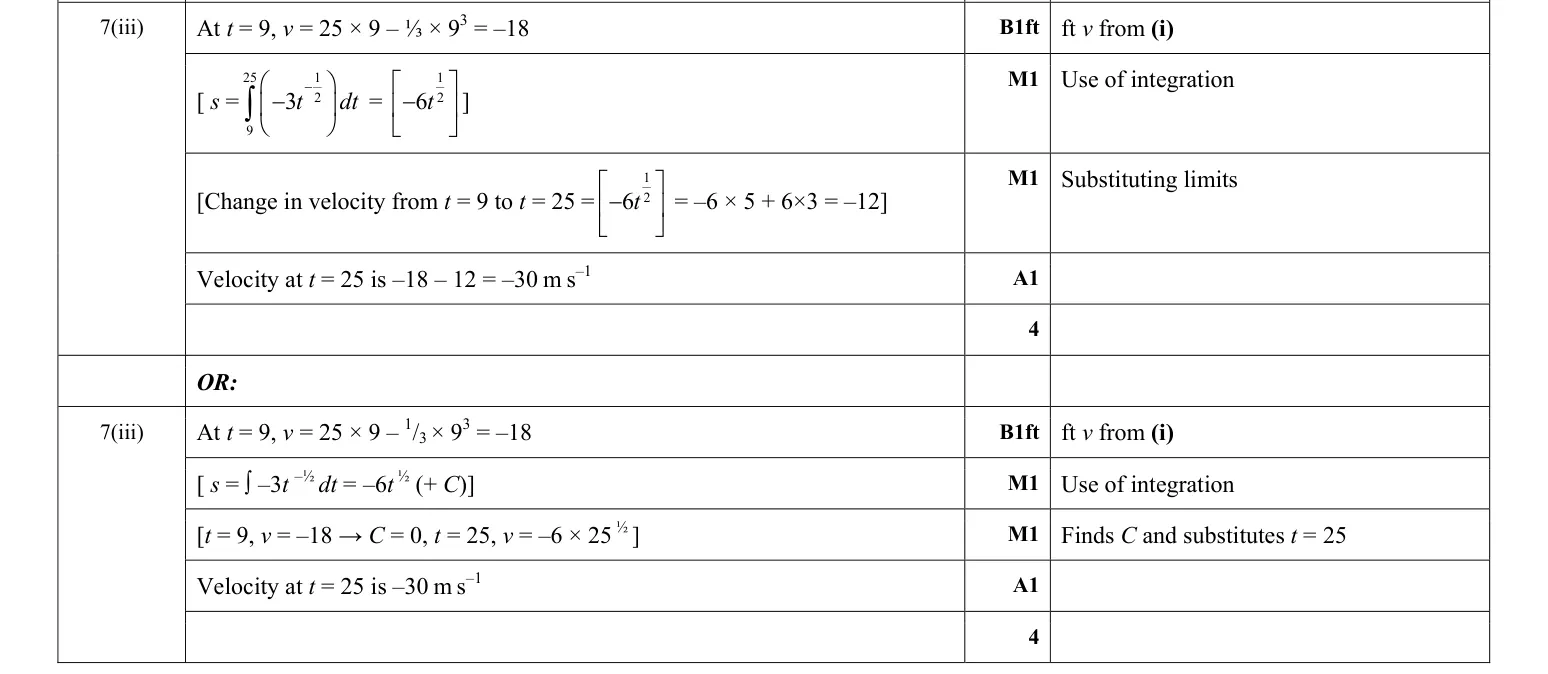 7(iii) At t = 9, v = 25 × 9 – ⅓ × 9³ = –18 B1ft ft v from (i)
[ s = ∫₉²⁵ (–3t^(–1/2)) dt = [–6t^(1/2)] ] M1 Use of integration
[Change in velocity from t = 9 to t = 25 = [–6t^(1/2)] = –6 × 5 + 6×3 = –12] M1 Substituting limits
Velocity at t = 25 is –18 – 12 = –30 m s⁻¹ A1
4
OR:
7(iii) At t = 9, v = 25 × 9 – ¹/₃ × 9³ = –18 B1ft ft v from (i)
[ s = ∫ –3t^(–½) dt = –6t^(½) (+ C)] M1 Use of integration
[t = 9, v = –18 → C = 0, t = 25, v = –6 × 25^(½) ] M1 Finds C and substitutes t = 25
Velocity at t = 25 is –30 m s⁻¹ A1
4